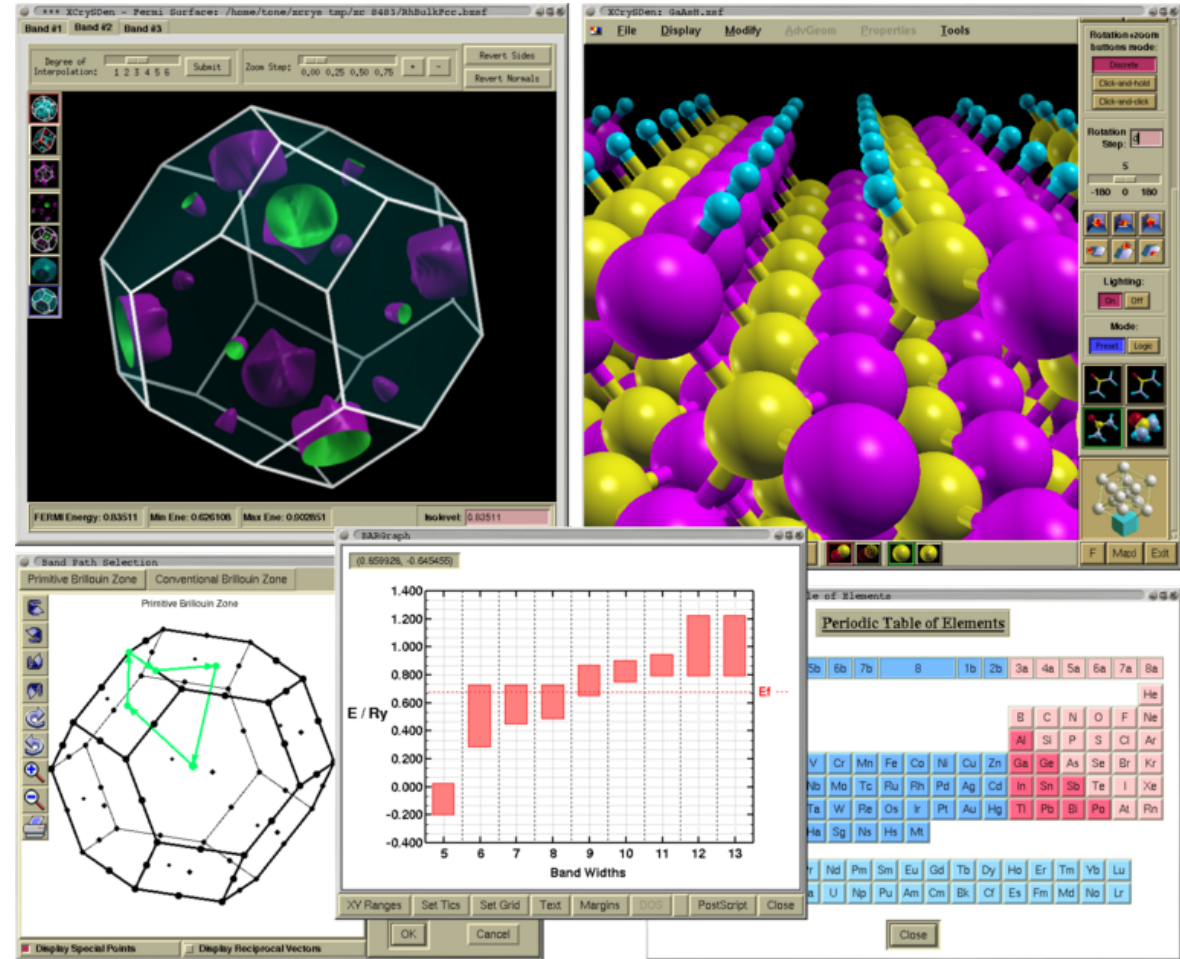 *** XCrySDen - Fermi Surface: /home/tone/xcrys_tmp/xc_8483/RhBulkFcc.bxsf
Band #1 Band #2 Band #3
Degree of Interpolation: 1 2 3 4 5 6 Submit Zoom Step: 0.00 0.25 0.50 0.75 + - Revert Sides
Revert Normals
FERMI Energy: 0.83511 Min Ene: 0.626108 Max Ene: 0.902851 Isolevel: 0.83511
XCrySDen: GaAsH.xsf
File Display Modify AdvGeom Properties Tools
Rotation+zoom
buttons mode:
Discrete
Click-and-hold
Click-and-click
Rotation
Step:
5
-180 0 180
Lighting:
On Off
Mode:
Preset Logic
F Maxi Exit
Band Path Selection
Primitive Brillouin Zone Conventional Brillouin Zone
Primitive Brillouin Zone
Display Special Points Display Reciprocal Vectors
OK Cancel
BARGraph
(0.659926, -0.645455)
1.400
1.200
1.000
0.800
0.600
0.400
0.200
0.000
-0.200
-0.400
E / Ry
Ef
5 6 7 8 9 10 11 12 13
Band Widths
XY Ranges Set Tics Set Grid Text Margins DOS PostScript Close
le of Elements
Periodic Table of Elements
5b 6b 7b 8 1b 2b 3a 4a 5a 6a 7a 8a
He
B C N O F Ne
Al Si P S Cl Ar
V Cr Mn Fe Co Ni Cu Zn Ga Ge As Se Br Kr
Nb Mo Tc Ru Rh Pd Ag Cd In Sn Sb Te I Xe
Ta W Re Os Ir Pt Au Hg Tl Pb Bi Po At Rn
Ha Sg Ns Hs Mt
r Nd Pm Sm Eu Gd Tb Dy Ho Er Tm Yb Lu
a U Np Pu Am Cm Bk Cf Es Fm Md No Lr
Close